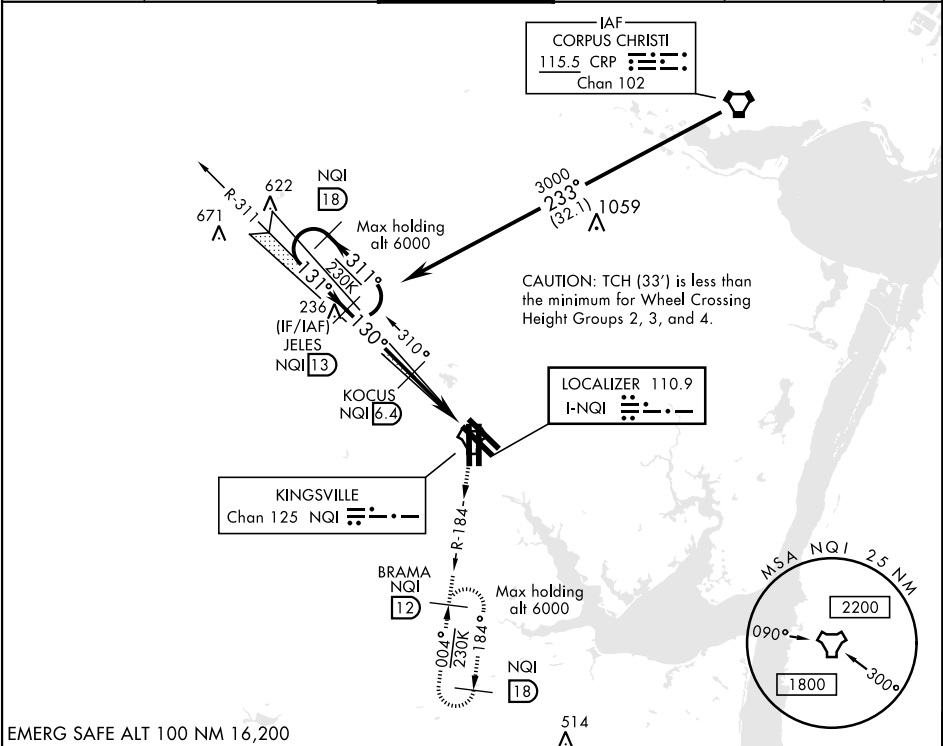 IAF
CORPUS CHRISTI
115.5 CRP
Chan 102
3000
233°
(32.1)
1059
R-311
622
671
NQI
18
Max holding
alt 6000
311°
230K
131°
236
(IF/IAF)
JELES
NQI 13
130°
310°
KOCUS
NQI 6.4
CAUTION: TCH (33') is less than
the minimum for Wheel Crossing
Height Groups 2, 3, and 4.
LOCALIZER 110.9
I-NQI
KINGSVILLE
Chan 125 NQI
R-184
BRAMA
NQI
12
Max holding
alt 6000
004°
230K
184°
NQI
18
MSA NQI 25 NM
2200
090°
1800
300°
514
EMERG SAFE ALT 100 NM 16,200